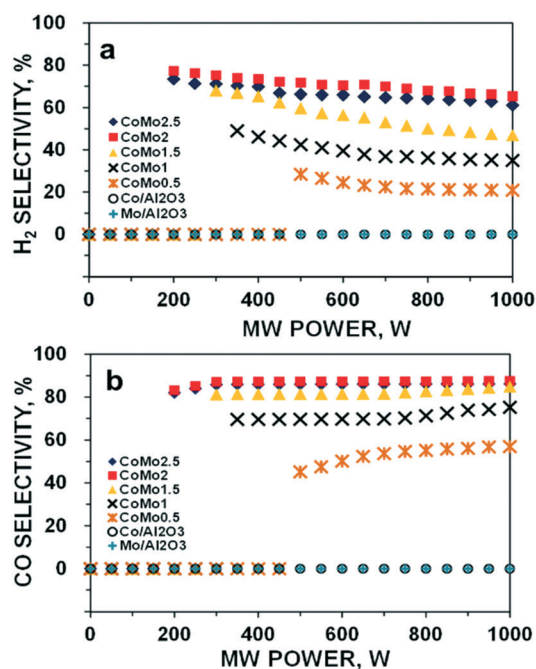 a
100
80
60
40
20
0
H2 SELECTIVITY, %
CoMo2.5
CoMo2
CoMo1.5
CoMo1
CoMo0.5
Co/Al2O3
Mo/Al2O3
0 200 400 600 800 1000
MW POWER, W
b
100
80
60
40
20
0
CO SELECTIVITY, %
CoMo2.5
CoMo2
CoMo1.5
CoMo1
CoMo0.5
Co/Al2O3
Mo/Al2O3
0 200 400 600 800 1000
MW POWER, W